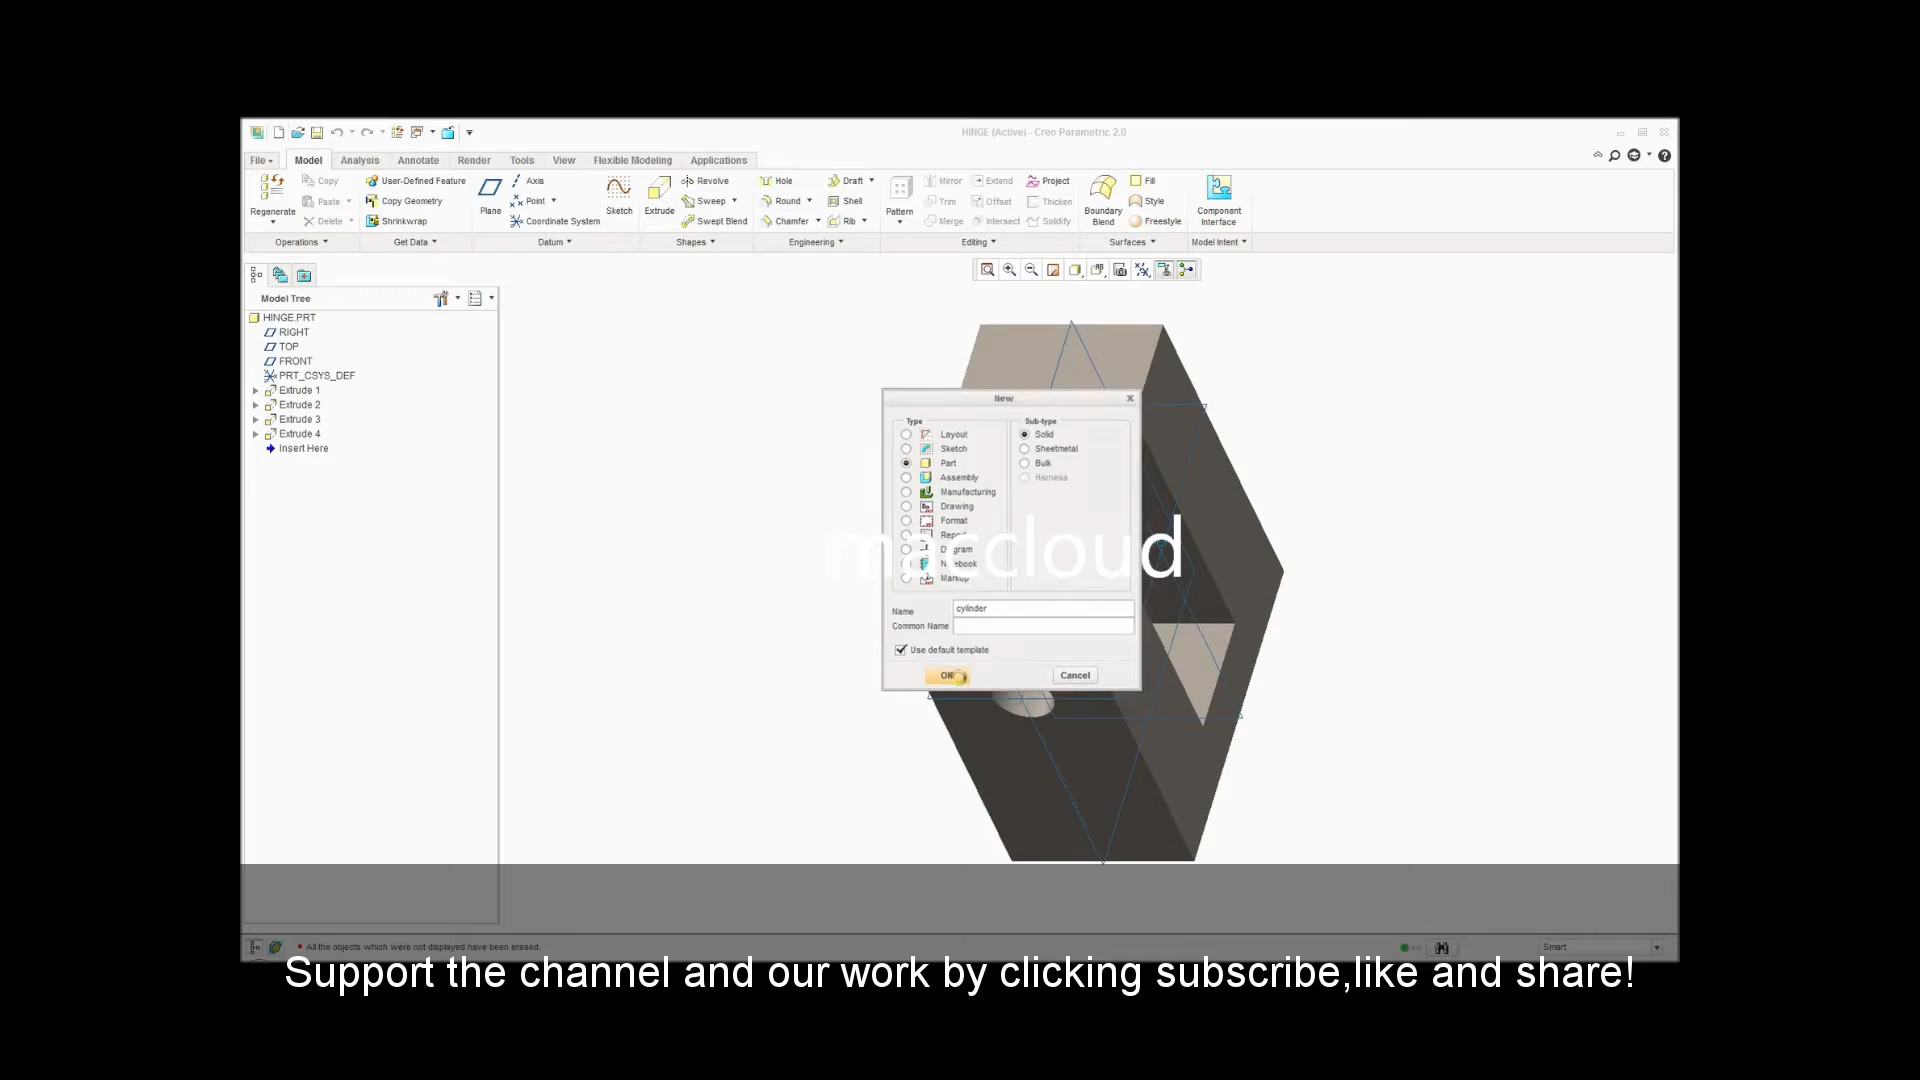 HINGE (Active) - Creo Parametric 2.0
File
Model
Analysis
Annotate
Render
Tools
View
Flexible Modeling
Applications
Regenerate
Copy
Paste
Delete
User-Defined Feature
Copy Geometry
Shrinkwrap
Plane
Axis
Point
Coordinate System
Sketch
Extrude
Revolve
Sweep
Swept Blend
Hole
Round
Chamfer
Draft
Shell
Rib
Pattern
Mirror
Trim
Merge
Extend
Offset
Intersect
Project
Thicken
Solidify
Boundary
Blend
Fill
Style
Freestyle
Component
Interface
Operations
Get Data
Datum
Shapes
Engineering
Editing
Surfaces
Model Intent
Model Tree
HINGE.PRT
RIGHT
TOP
FRONT
PRT_CSYS_DEF
Extrude 1
Extrude 2
Extrude 3
Extrude 4
Insert Here
New
Type
Layout
Sketch
Part
Assembly
Manufacturing
Drawing
Format
Report
Diagram
Notebook
Markup
Sub-type
Solid
Sheetmetal
Bulk
Harness
maccloud
Name
cylinder
Common Name
Use default template
OK
Cancel
All the objects which were not displayed have been erased.
Smart
Support the channel and our work by clicking subscribe,like and share!